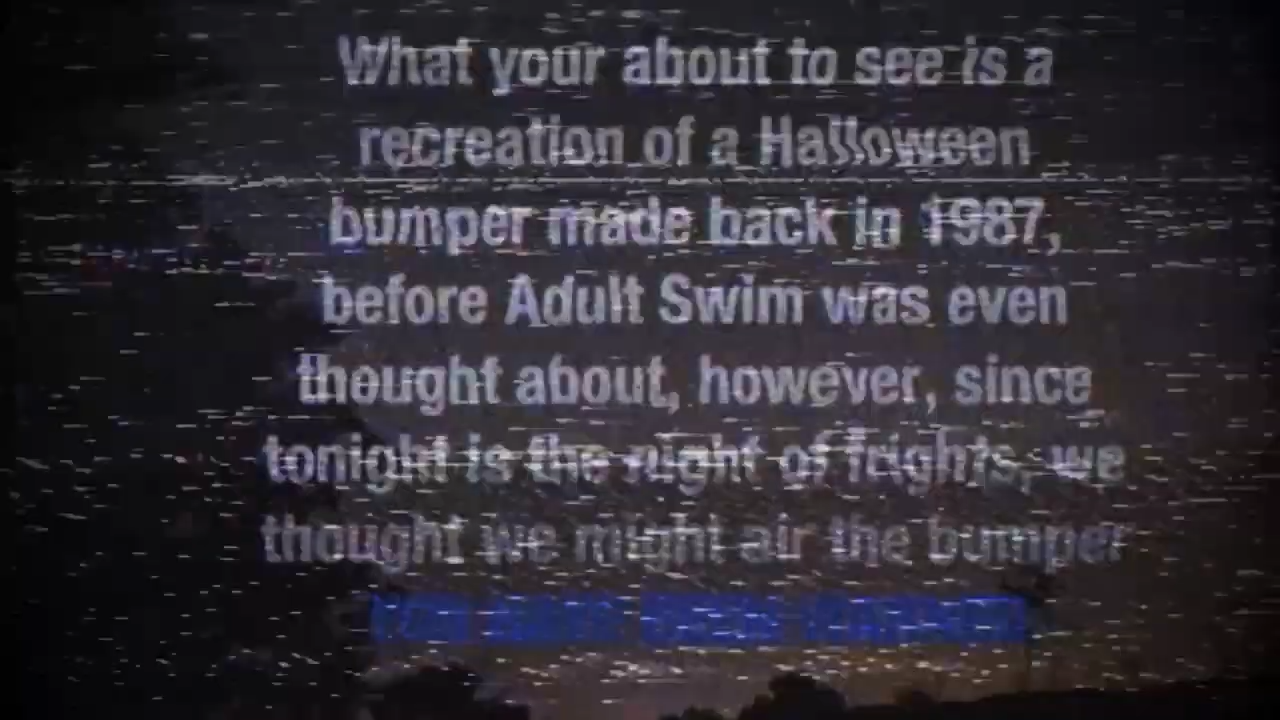 What your about to see is a
recreation of a Halloween
bumper made back in 1987,
before Adult Swim was even
thought about, however, since
tonight is the night of frights, we
thought we might air the bumper